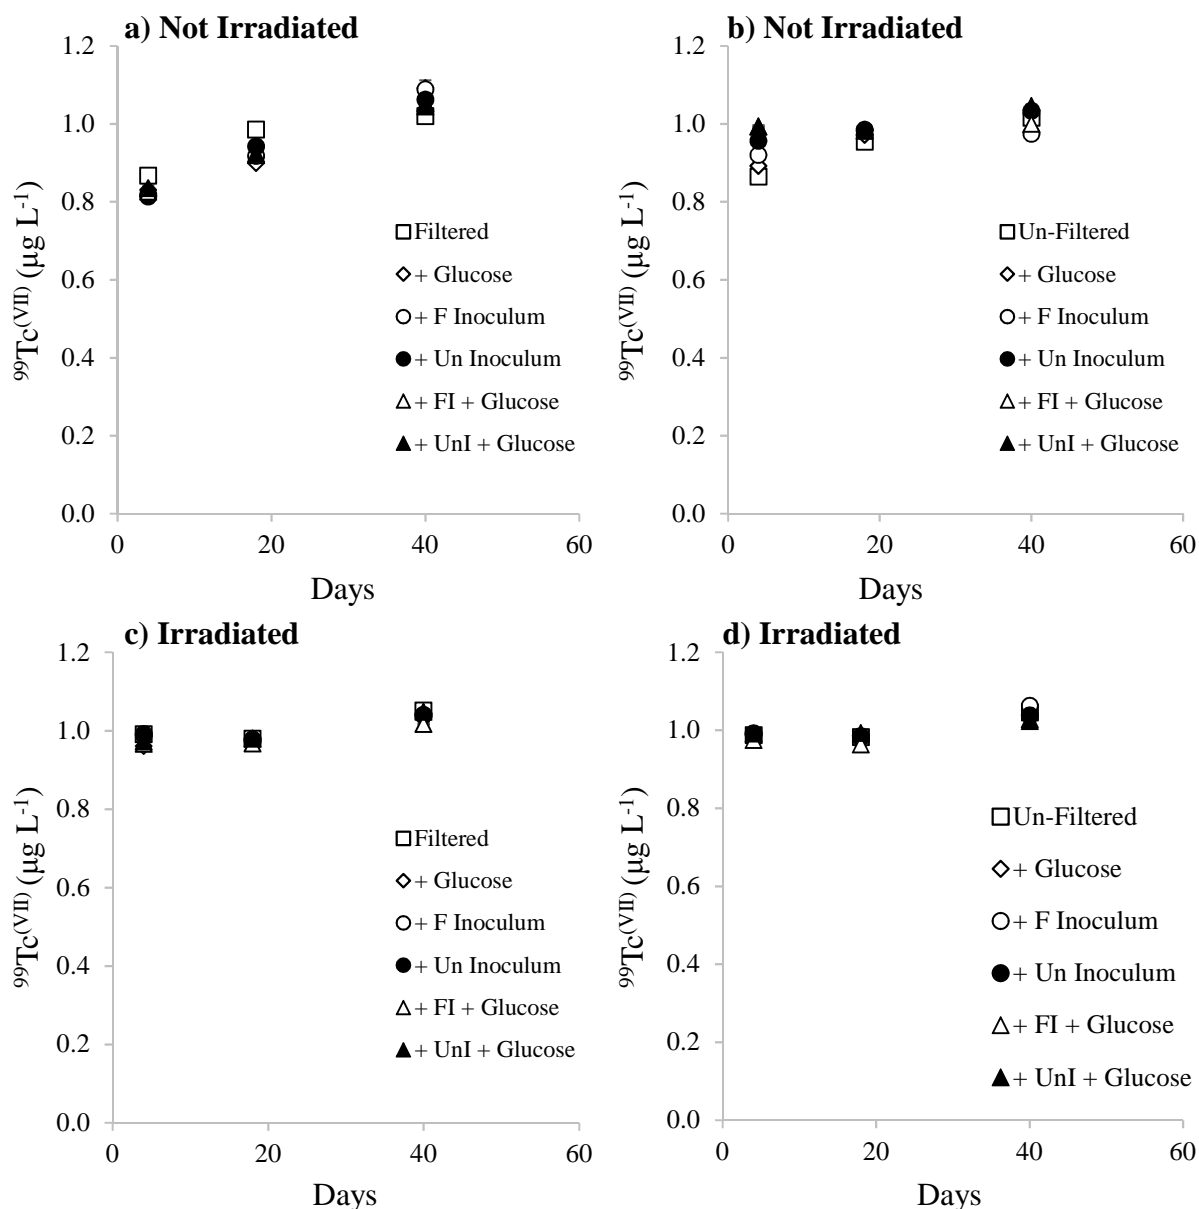 a) Not Irradiated
1.2
1.0
0.8
0.6
0.4
0.2
0.0
⁹⁹Tc⁽ⱽᴵᴵ⁾ (µg L⁻¹)
Filtered
+ Glucose
+ F Inoculum
+ Un Inoculum
+ FI + Glucose
+ UnI + Glucose
0 20 40 60
Days
b) Not Irradiated
1.2
1.0
0.8
0.6
0.4
0.2
0.0
⁹⁹Tc⁽ⱽᴵᴵ⁾ (µg L⁻¹)
Un-Filtered
+ Glucose
+ F Inoculum
+ Un Inoculum
+ FI + Glucose
+ UnI + Glucose
0 20 40 60
Days
c) Irradiated
1.2
1.0
0.8
0.6
0.4
0.2
0.0
⁹⁹Tc⁽ⱽᴵᴵ⁾ (µg L⁻¹)
Filtered
+ Glucose
+ F Inoculum
+ Un Inoculum
+ FI + Glucose
+ UnI + Glucose
0 20 40 60
Days
d) Irradiated
1.2
1.0
0.8
0.6
0.4
0.2
0.0
⁹⁹Tc⁽ⱽᴵᴵ⁾ (µg L⁻¹)
Un-Filtered
+ Glucose
+ F Inoculum
+ Un Inoculum
+ FI + Glucose
+ UnI + Glucose
0 20 40 60
Days